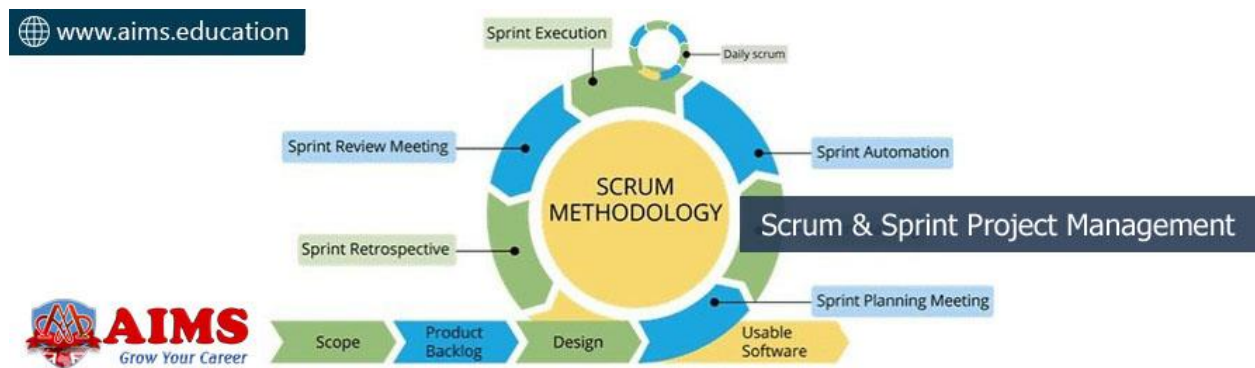 www.aims.education
Sprint Execution
Daily scrum
Sprint Review Meeting
Sprint Automation
SCRUM
METHODOLOGY
Scrum & Sprint Project Management
Sprint Retrospective
Sprint Planning Meeting
AIMS
Grow Your Career
Scope
Product
Backlog
Design
Usable
Software